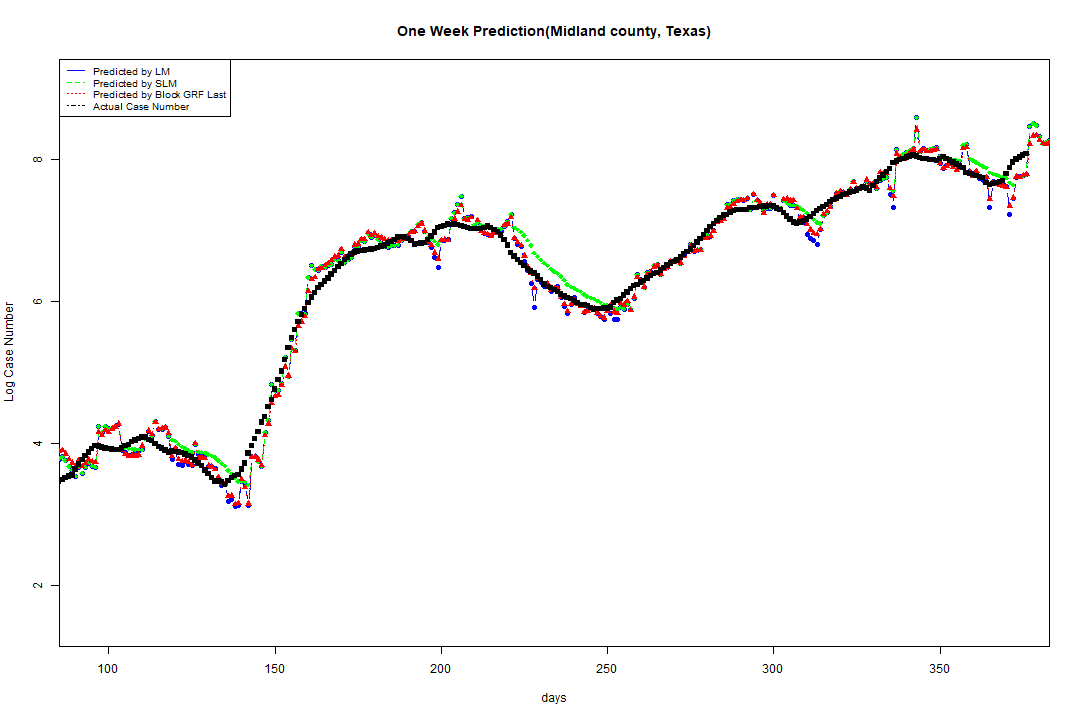 One Week Prediction(Midland county, Texas)
Predicted by LM
Predicted by SLM
Predicted by Block GRF Last
Actual Case Number
Log Case Number
8
6
4
2
100 150 200 250 300 350
days